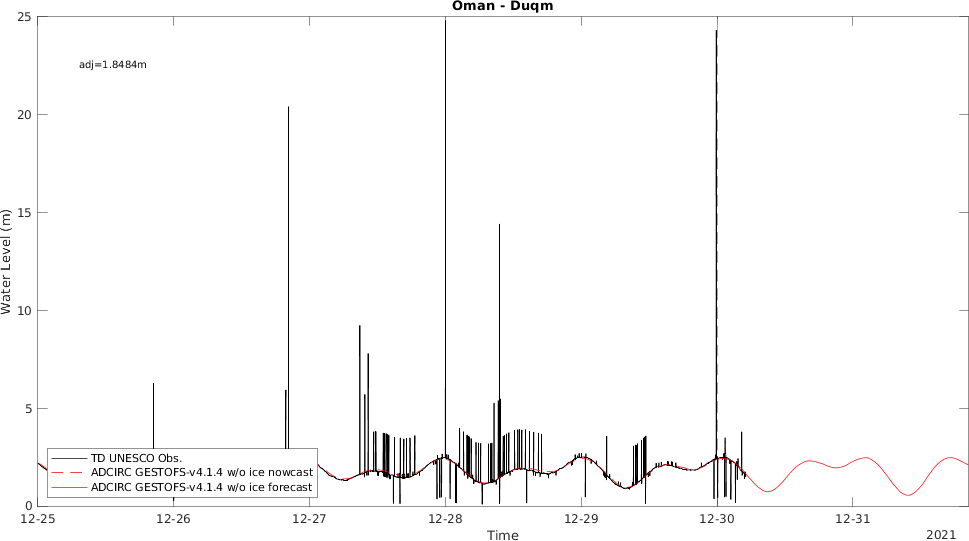 Oman - Duqm
25
adj=1.8484m
20
15
10
5
0
Water Level (m)
TD UNESCO Obs.
ADCIRC GESTOFS-v4.1.4 w/o ice nowcast
ADCIRC GESTOFS-v4.1.4 w/o ice forecast
12-25 12-26 12-27 12-28 12-29 12-30 12-31
Time
2021